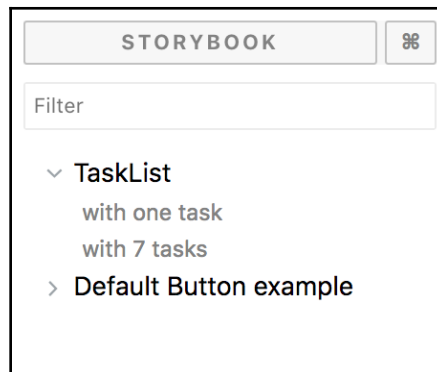 STORYBOOK ⌘
Filter
TaskList
with one task
with 7 tasks
Default Button example